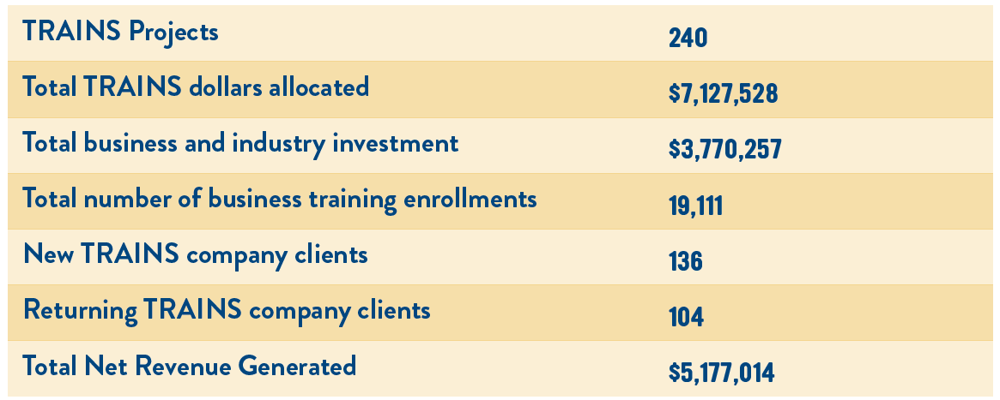 TRAINS Projects 240
Total TRAINS dollars allocated $7,127,528
Total business and industry investment $3,770,257
Total number of business training enrollments 19,111
New TRAINS company clients 136
Returning TRAINS company clients 104
Total Net Revenue Generated $5,177,014